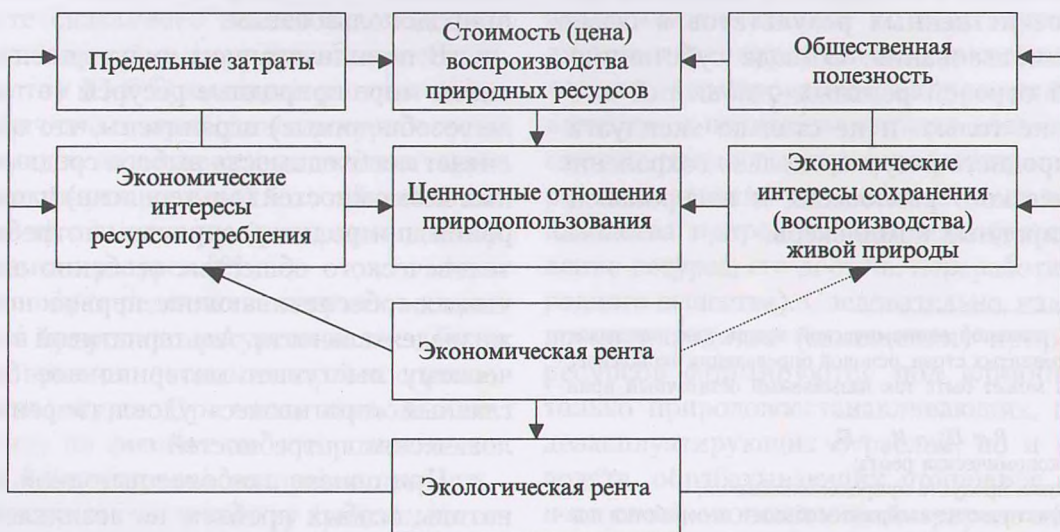 Предельные затраты
Стоимость (цена)
воспроизводства
природных ресурсов
Общественная
полезность
Экономические
интересы
ресурсопотребления
Ценностные отношения
природопользования
Экономические
интересы сохранения
(воспроизводства)
живой природы
Экономическая рента
Экологическая рента